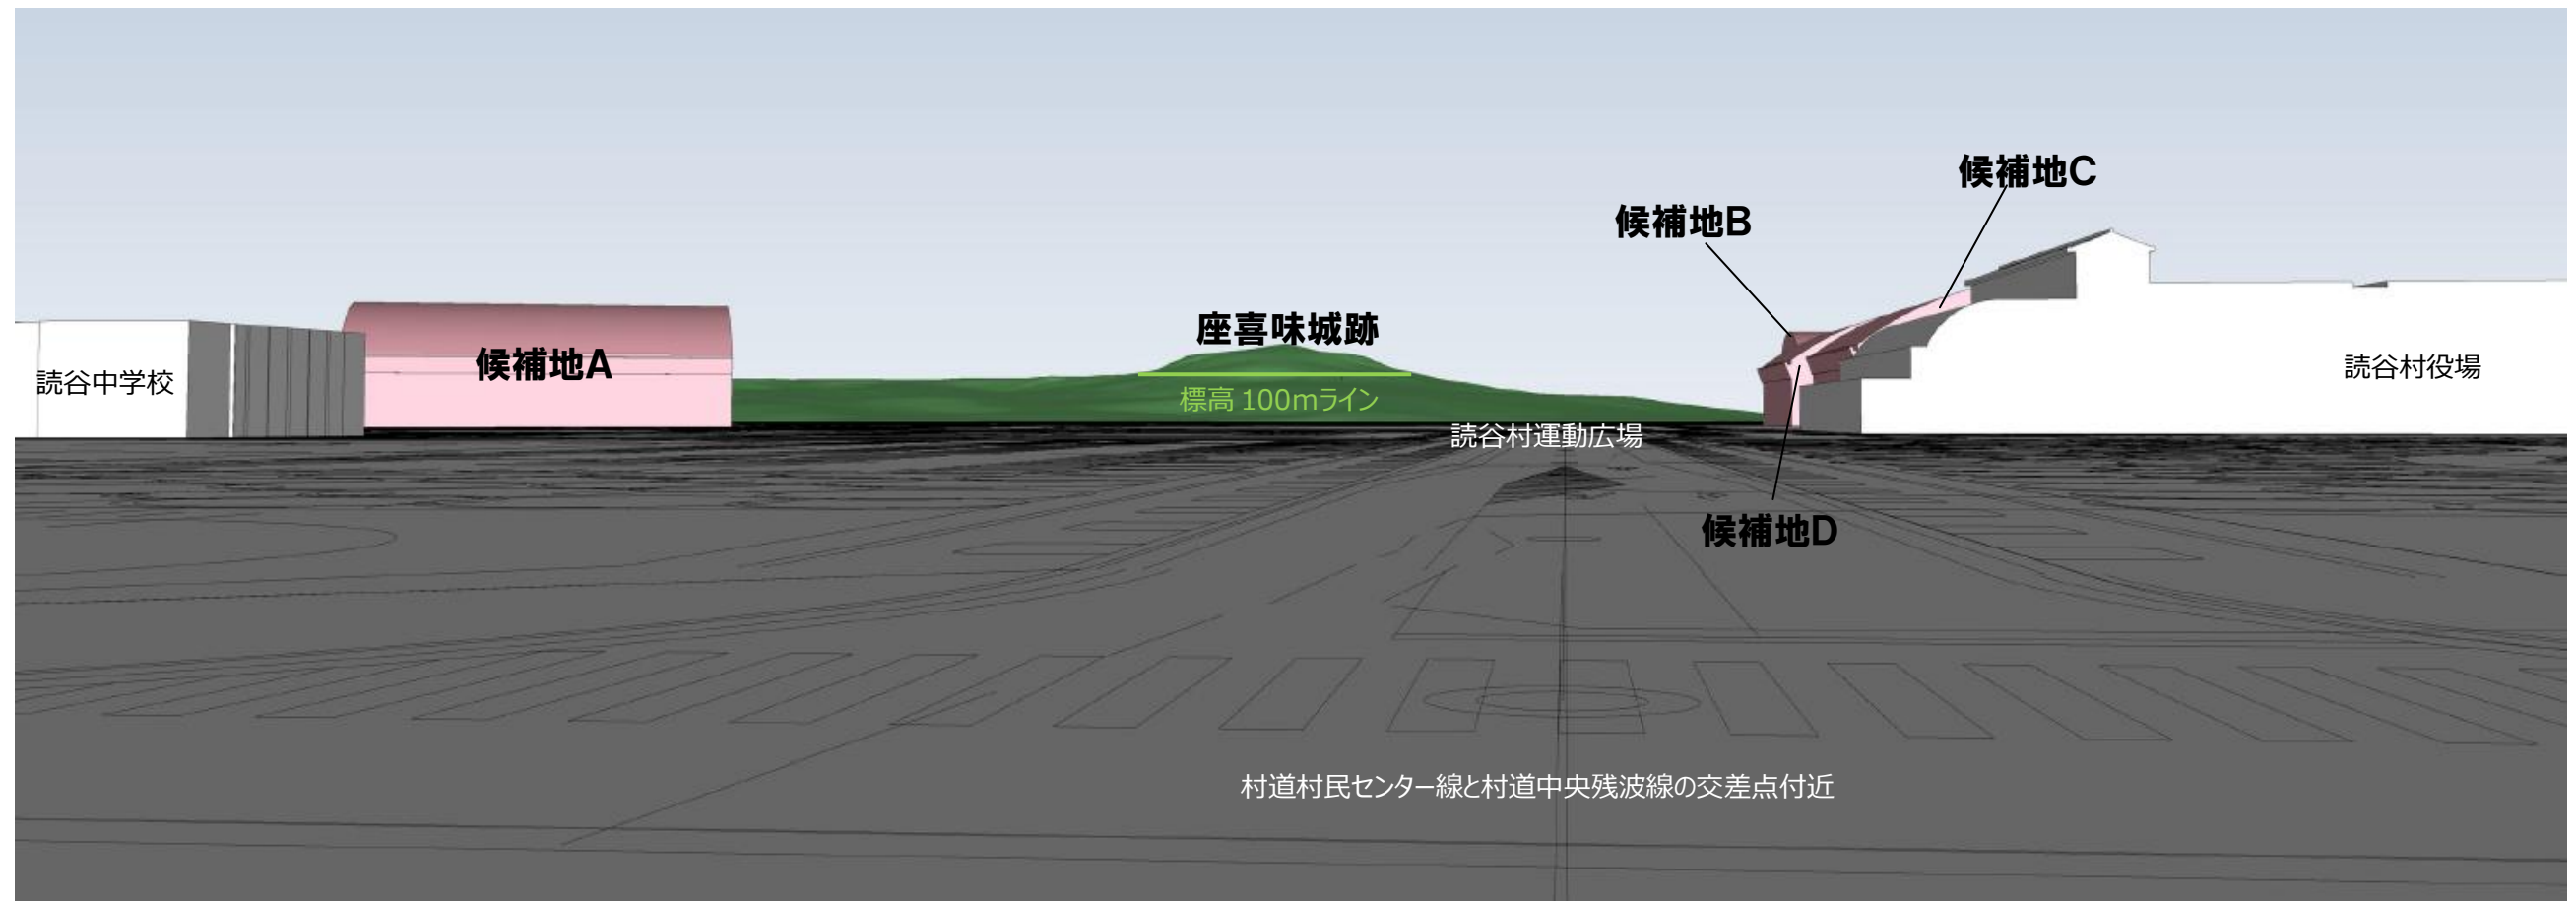 候補地C
候補地B
座喜味城跡
候補地A
読谷中学校
読谷村役場
標高 100mライン
読谷村運動広場
候補地D
村道村民センター線と村道中央残波線の交差点付近